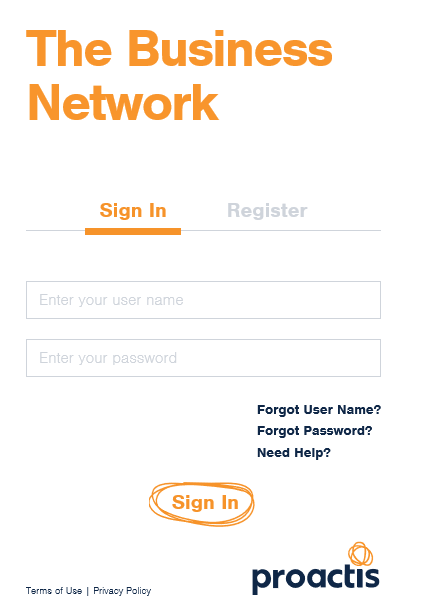 The Business
Network
Sign In
Register
Enter your user name
Enter your password
Forgot User Name?
Forgot Password?
Need Help?
Sign In
Terms of Use | Privacy Policy
proactis